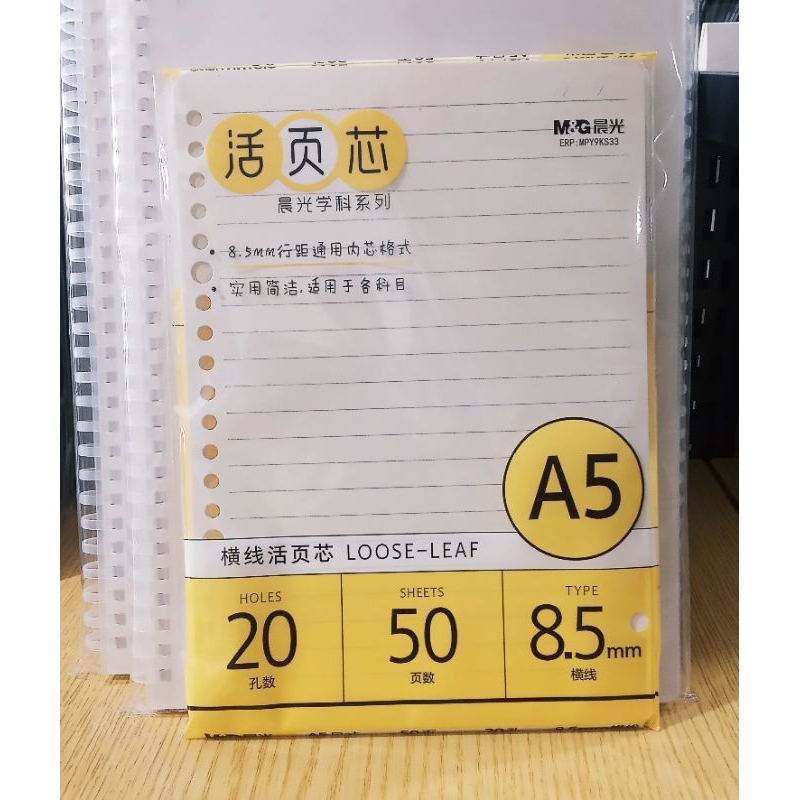 活页芯
M&G晨光
ERP:MPY9KS33
晨光学科系列
• 8.5mm行距通用内芯格式
• 实用简洁,适用于各科目
A5
横线活页芯 LOOSE-LEAF
HOLES
20
孔数
SHEETS
50
页数
TYPE
8.5mm
横线